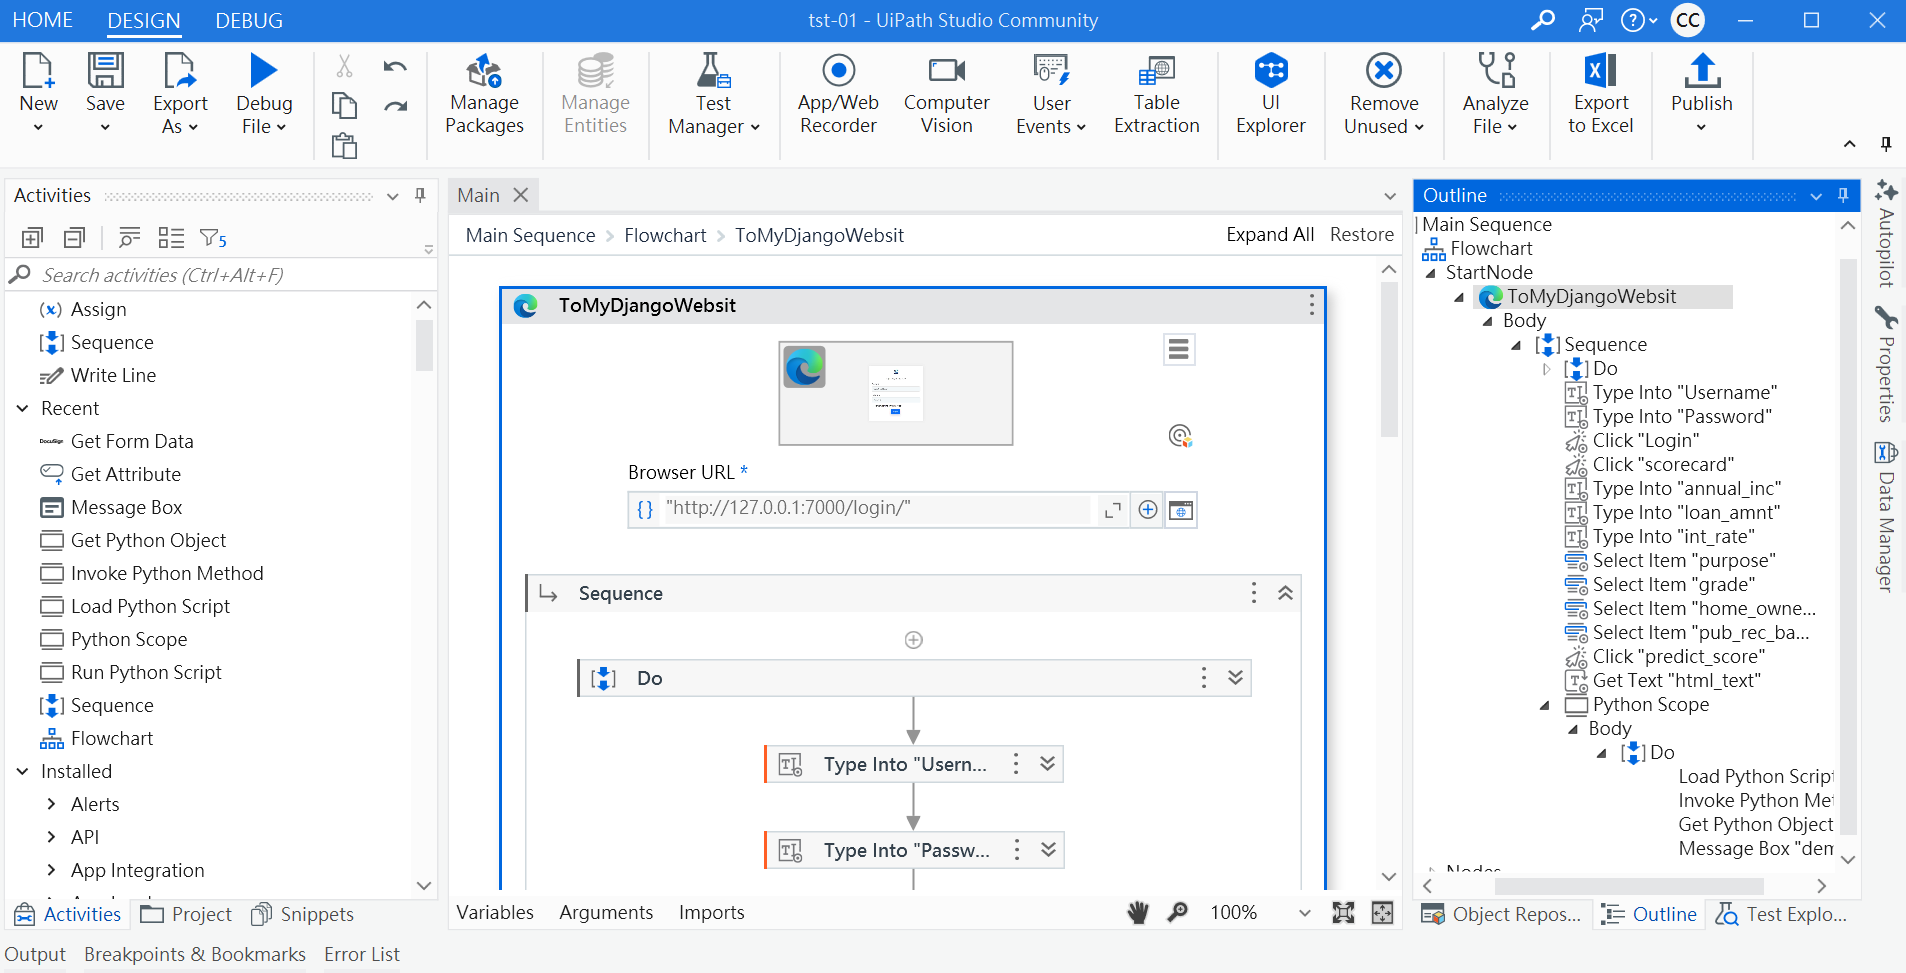 HOME DESIGN DEBUG
tst-01 - UiPath Studio Community
CC
New
Save
Export As
Debug File
Manage Packages
Manage Entities
Test Manager
App/Web Recorder
Computer Vision
User Events
Table Extraction
UI Explorer
Remove Unused
Analyze File
Export to Excel
Publish
Activities
5
Search activities (Ctrl+Alt+F)
Assign
Sequence
Write Line
Recent
Get Form Data
Get Attribute
Message Box
Get Python Object
Invoke Python Method
Load Python Script
Python Scope
Run Python Script
Sequence
Flowchart
Installed
Alerts
API
App Integration
Activities
Project
Snippets
Output
Breakpoints & Bookmarks
Error List
Main
Main Sequence > Flowchart > ToMyDjangoWebsit
Expand All
Restore
ToMyDjangoWebsit
Browser URL *
"http://127.0.0.1:7000/login/"
Sequence
Do
Type Into "Usern...
Type Into "Passw...
Variables
Arguments
Imports
100%
Outline
Main Sequence
Flowchart
StartNode
ToMyDjangoWebsit
Body
Sequence
Do
Type Into "Username"
Type Into "Password"
Click "Login"
Click "scorecard"
Type Into "annual_inc"
Type Into "loan_amnt"
Type Into "int_rate"
Select Item "purpose"
Select Item "grade"
Select Item "home_owne...
Select Item "pub_rec_ba...
Click "predict_score"
Get Text "html_text"
Python Scope
Body
Do
Load Python Script
Invoke Python Met
Get Python Object
Message Box "dem
Nodes
Object Repos...
Outline
Test Explo...
Autopilot
Properties
Data Manager